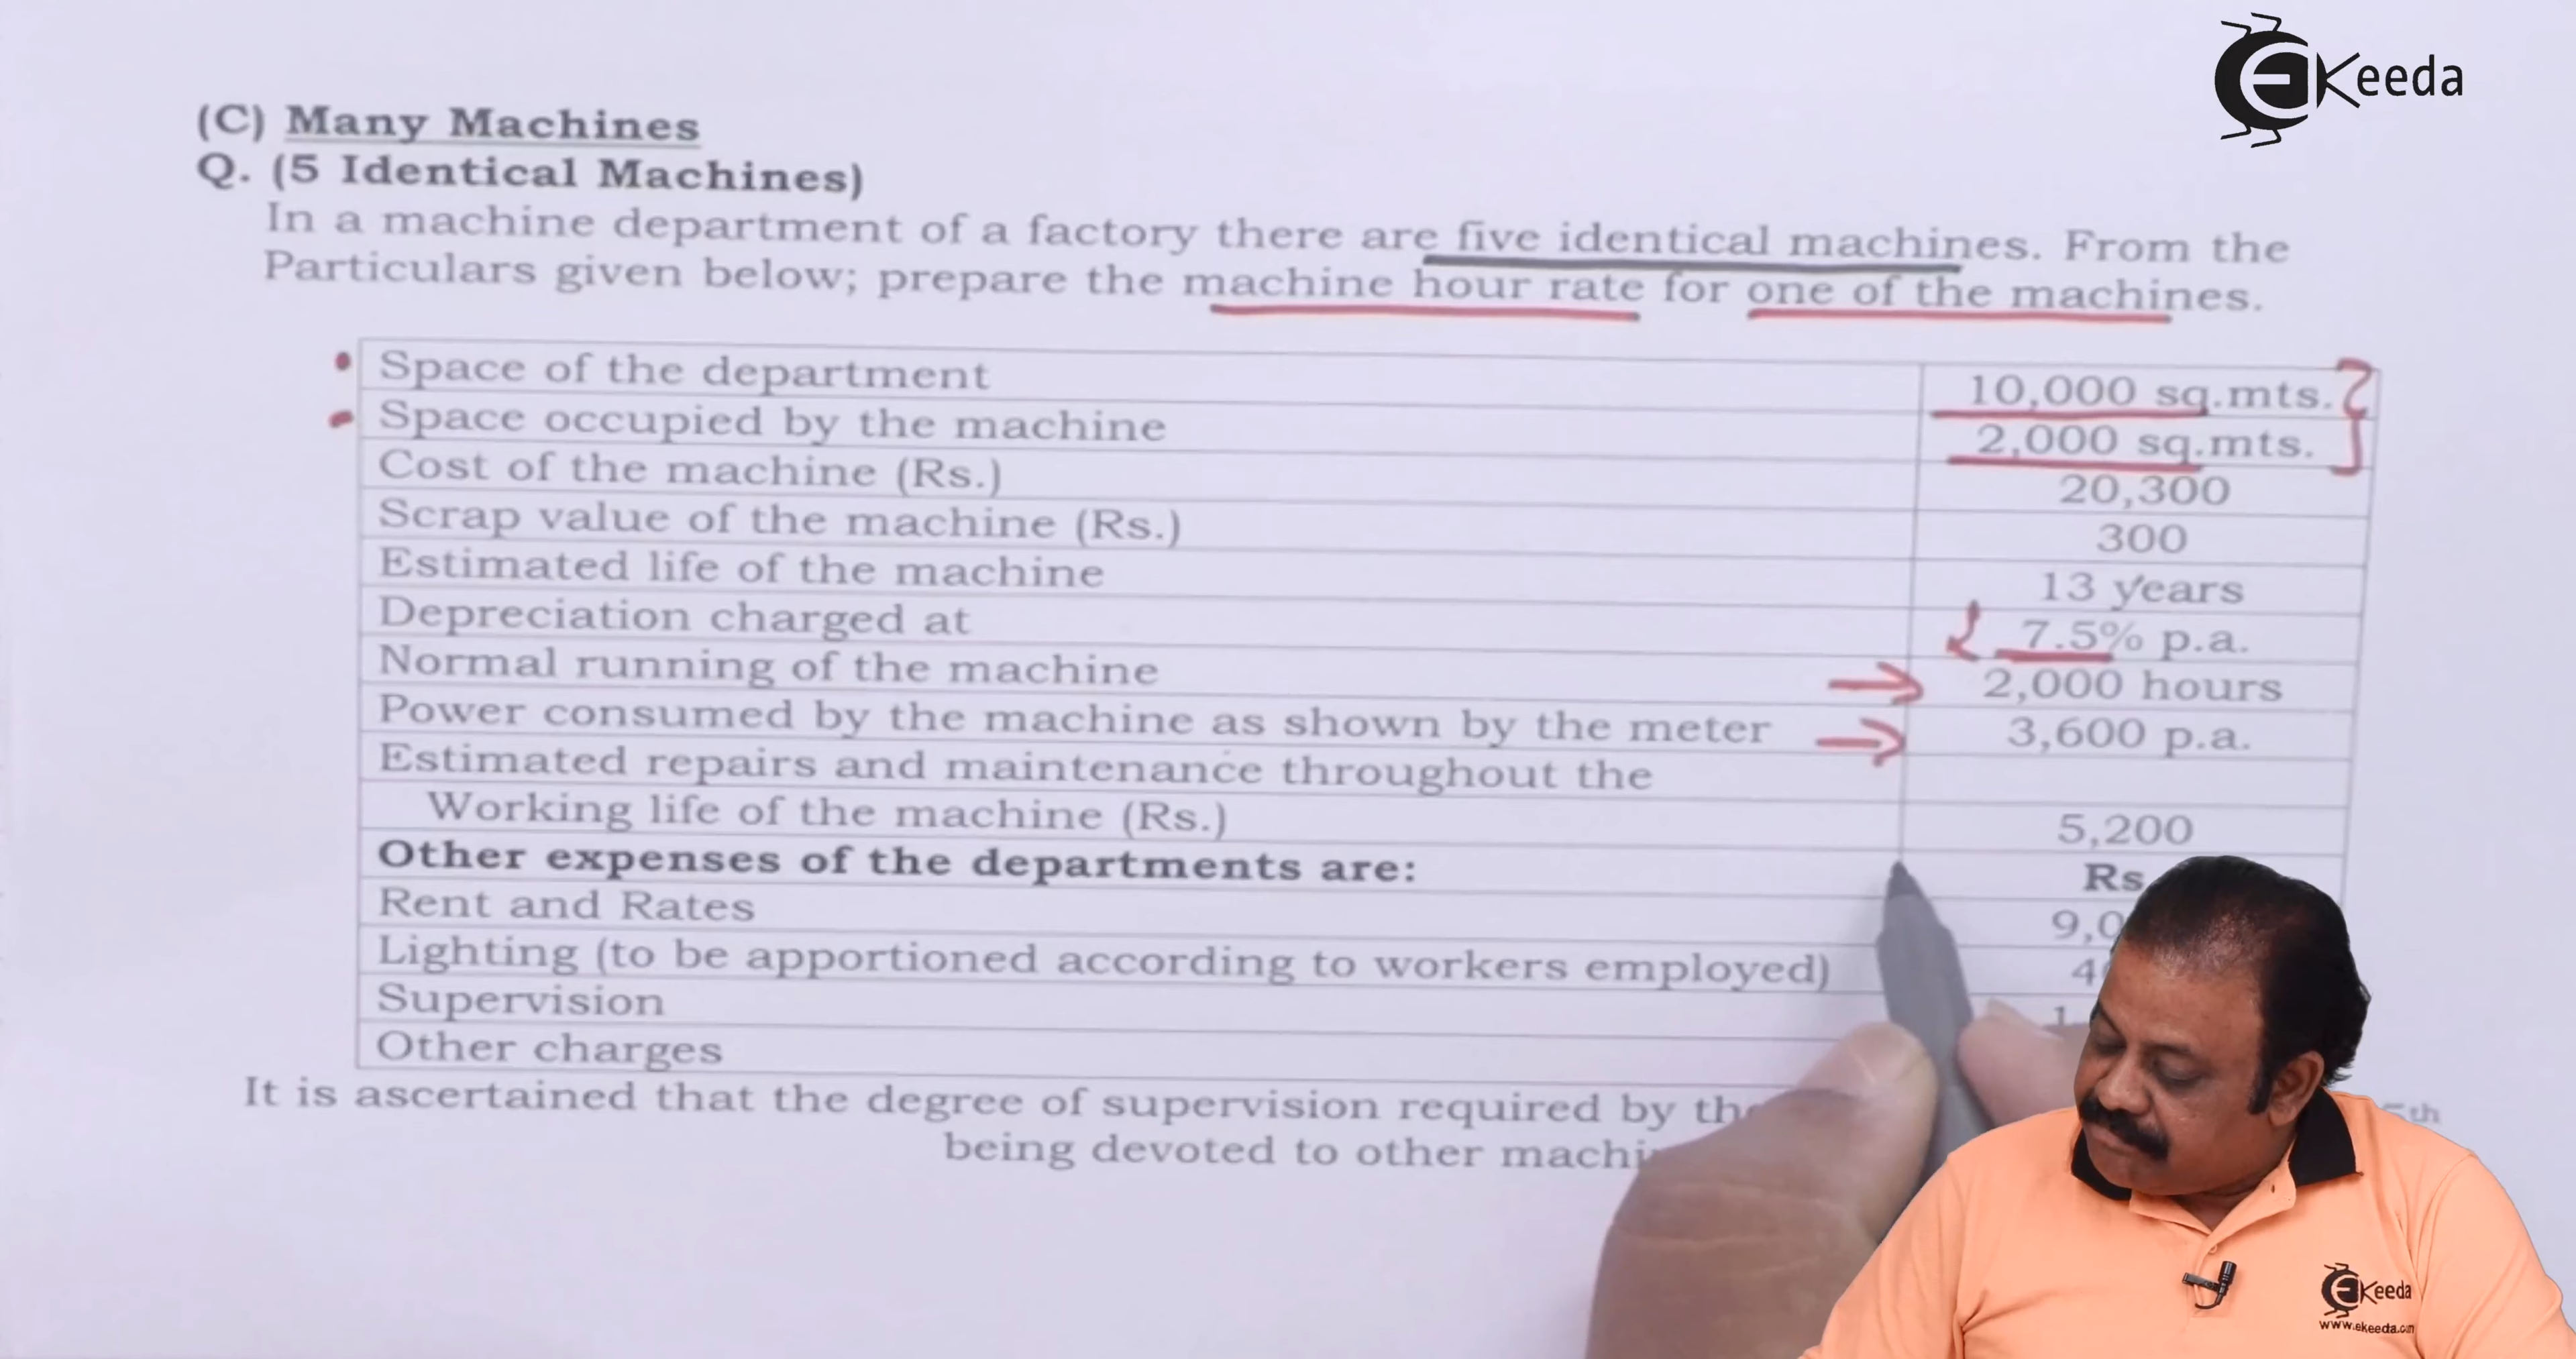 Keeda
(C) Many Machines
Q. (5 Identical Machines)
In a machine department of a factory there are five identical machines. From the
Particulars given below; prepare the machine hour rate for one of the machines.
Space of the department 10,000 sq.mts.
Space occupied by the machine 2,000 sq.mts.
Cost of the machine (Rs.) 20,300
Scrap value of the machine (Rs.) 300
Estimated life of the machine 13 years
Depreciation charged at 7.5% p.a.
Normal running of the machine 2,000 hours
Power consumed by the machine as shown by the meter 3,600 p.a.
Estimated repairs and maintenance throughout the
Working life of the machine (Rs.) 5,200
Other expenses of the departments are: Rs
Rent and Rates
Lighting (to be apportioned according to workers employed)
Supervision
Other charges
It is ascertained that the degree of supervision required by
being devoted to other
Keeda
www.ekeeda.com